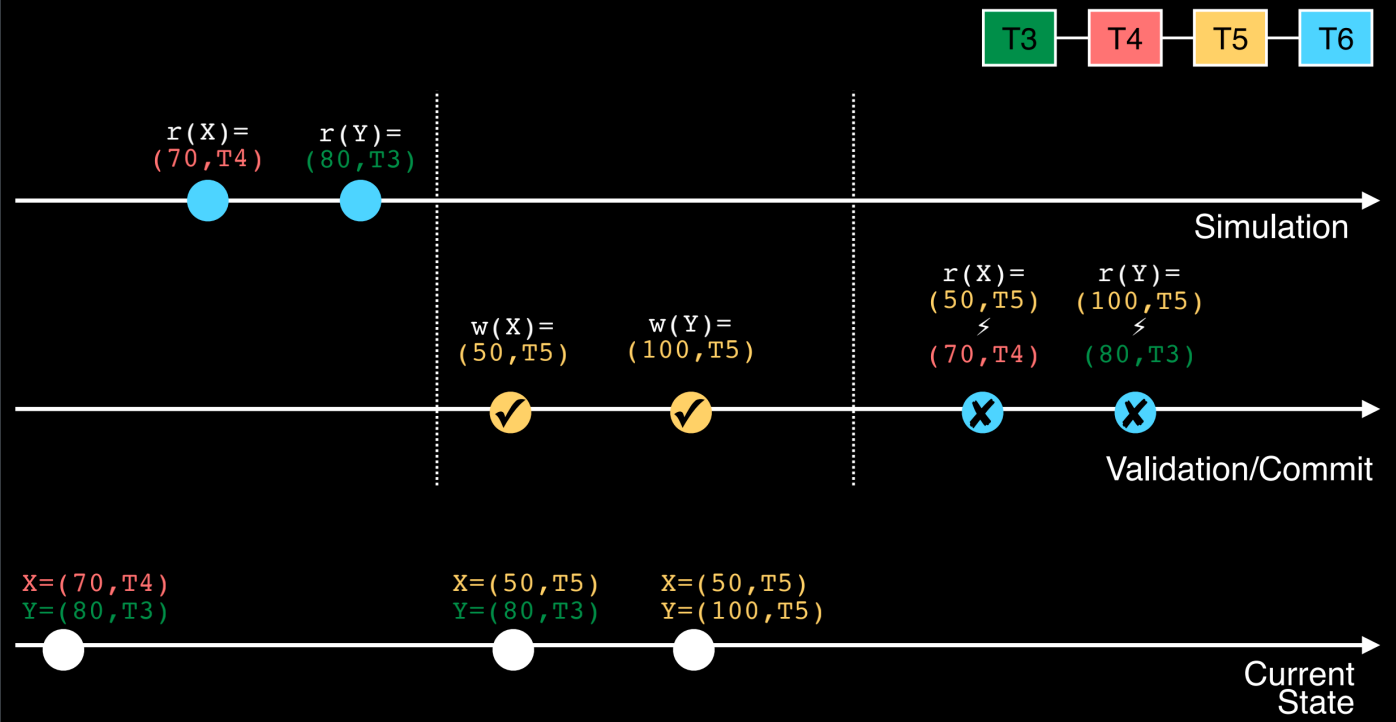 T3
T4
T5
T6
r(X)=
(70,T4)
r(Y)=
(80,T3)
Simulation
w(X)=
(50,T5)
w(Y)=
(100,T5)
r(X)=
(50,T5)
⚡
(70,T4)
r(Y)=
(100,T5)
⚡
(80,T3)
Validation/Commit
X=(70,T4)
Y=(80,T3)
X=(50,T5)
Y=(80,T3)
X=(50,T5)
Y=(100,T5)
Current
State